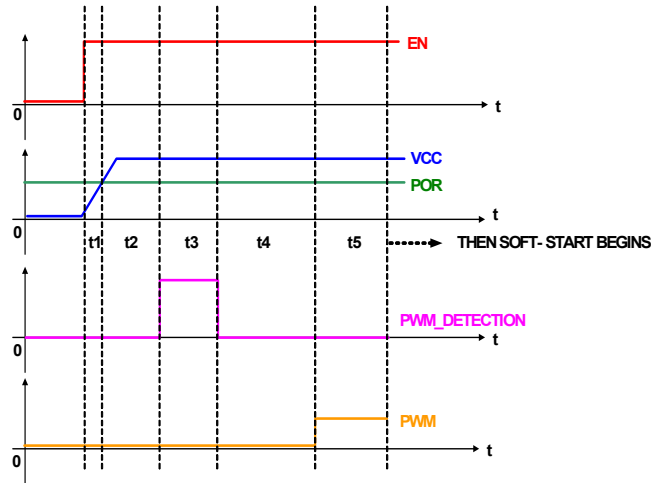 EN
t
0
VCC
POR
t
0
t1 t2 t3 t4 t5 THEN SOFT- START BEGINS
PWM_DETECTION
t
0
PWM
t
0